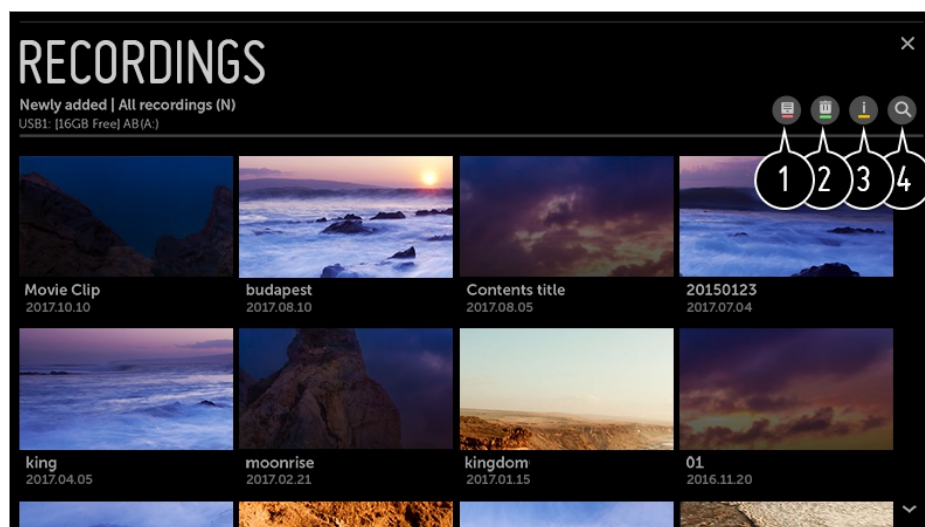 RECORDINGS
Newly added | All recordings (N)
USB1: [16GB Free] AB(A:)
1 2 3 4
Movie Clip
2017.10.10
budapest
2017.08.10
Contents title
2017.08.05
20150123
2017.07.04
king
2017.04.05
moonrise
2017.02.21
kingdom
2017.01.15
01
2016.11.20